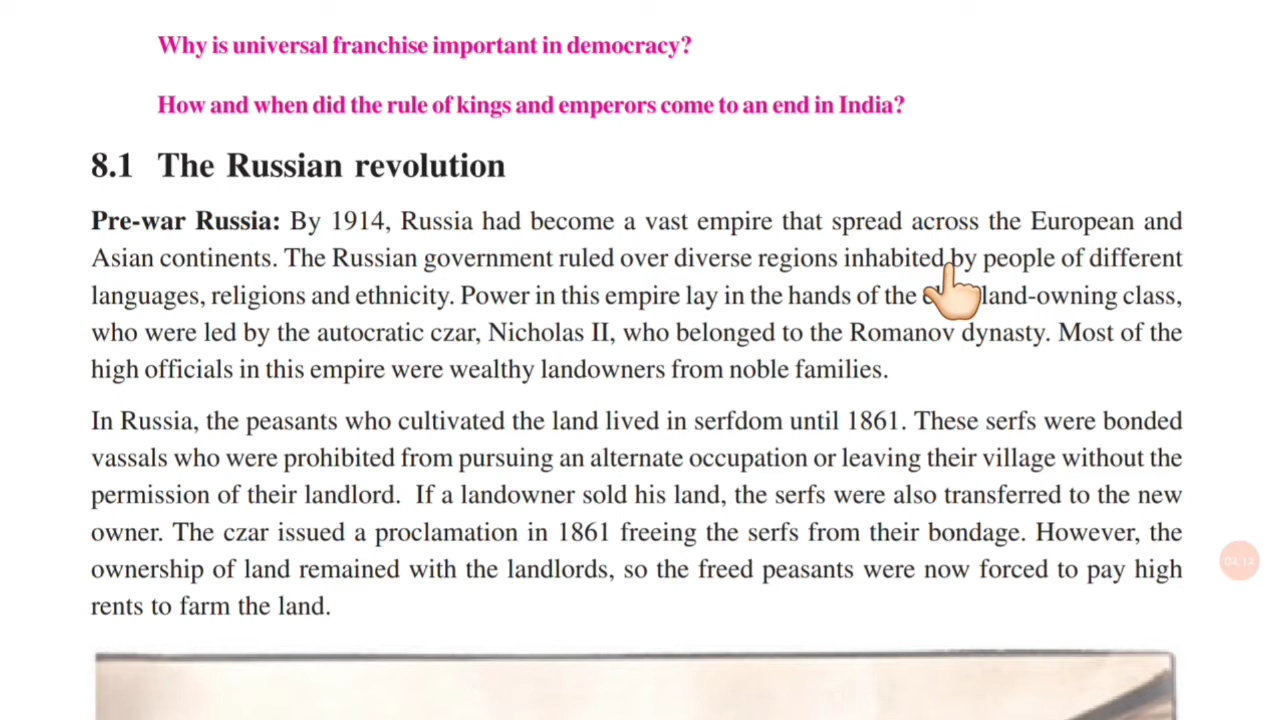 Why is universal franchise important in democracy?
How and when did the rule of kings and emperors come to an end in India?
8.1 The Russian revolution
Pre-war Russia: By 1914, Russia had become a vast empire that spread across the European and
Asian continents. The Russian government ruled over diverse regions inhabited by people of different
languages, religions and ethnicity. Power in this empire lay in the hands of the land-owning class,
who were led by the autocratic czar, Nicholas II, who belonged to the Romanov dynasty. Most of the
high officials in this empire were wealthy landowners from noble families.
In Russia, the peasants who cultivated the land lived in serfdom until 1861. These serfs were bonded
vassals who were prohibited from pursuing an alternate occupation or leaving their village without the
permission of their landlord. If a landowner sold his land, the serfs were also transferred to the new
owner. The czar issued a proclamation in 1861 freeing the serfs from their bondage. However, the
ownership of land remained with the landlords, so the freed peasants were now forced to pay high
rents to farm the land.